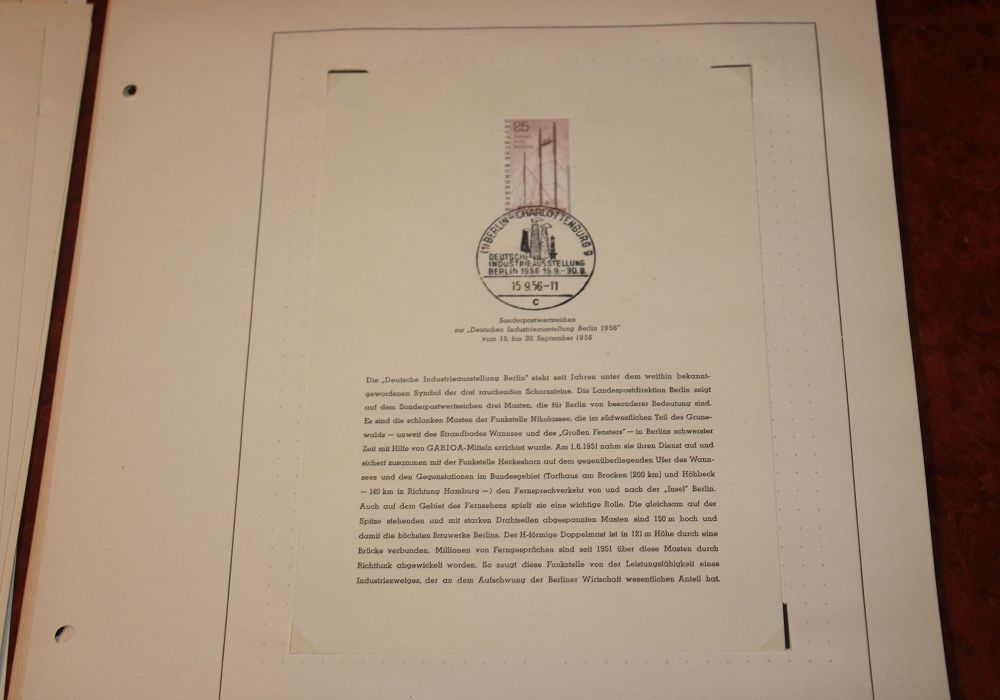 25
DEUTSCHE BUNDESPOST
(1) BERLIN-CHARLOTTENBURG 9
DEUTSCHE
INDUSTRIEAUSSTELLUNG
BERLIN 1956 15.9.-30.9.
15.9.56-11
c
Sonderpostwertzeichen
zur „Deutschen Industrieausstellung Berlin 1956"
vom 15. bis 30. September 1956
Die „Deutsche Industrieausstellung Berlin" steht seit Jahren unter dem weithin bekannt-
gewordenen Symbol der drei rauchenden Schornsteine. Die Landespostdirektion Berlin zeigt
auf dem Sonderpostwertzeichen drei Masten, die für Berlin von besonderer Bedeutung sind.
Es sind die schlanken Masten der Funkstelle Nikolassee, die im südwestlichen Teil des Grune-
walds — unweit des Strandbades Wannsee und des „Großen Fensters" — in Berlins schwerster
Zeit mit Hilfe von GARIOA-Mitteln errichtet wurde. Am 1.6.1951 nahm sie ihren Dienst auf und
sichert zusammen mit der Funkstelle Heckeshorn auf dem gegenüberliegenden Ufer des Wann-
sees und den Gegenstationen im Bundesgebiet (Torfhaus am Brocken [200 km] und Höhbeck
— 140 km in Richtung Hamburg —) den Fernsprechverkehr von und nach der „Insel" Berlin.
Auch auf dem Gebiet des Fernsehens spielt sie eine wichtige Rolle. Die gleichsam auf der
Spitze stehenden und mit starken Drahtseilen abgespannten Masten sind 150 m hoch und
damit die höchsten Bauwerke Berlins. Der H-förmige Doppelmast ist in 121 m Höhe durch eine
Brücke verbunden. Millionen von Ferngesprächen sind seit 1951 über diese Masten durch
Richtfunk abgewickelt worden. So zeugt diese Funkstelle von der Leistungsfähigkeit eines
Industriezweiges, der an dem Aufschwung der Berliner Wirtschaft wesentlichen Anteil hat.